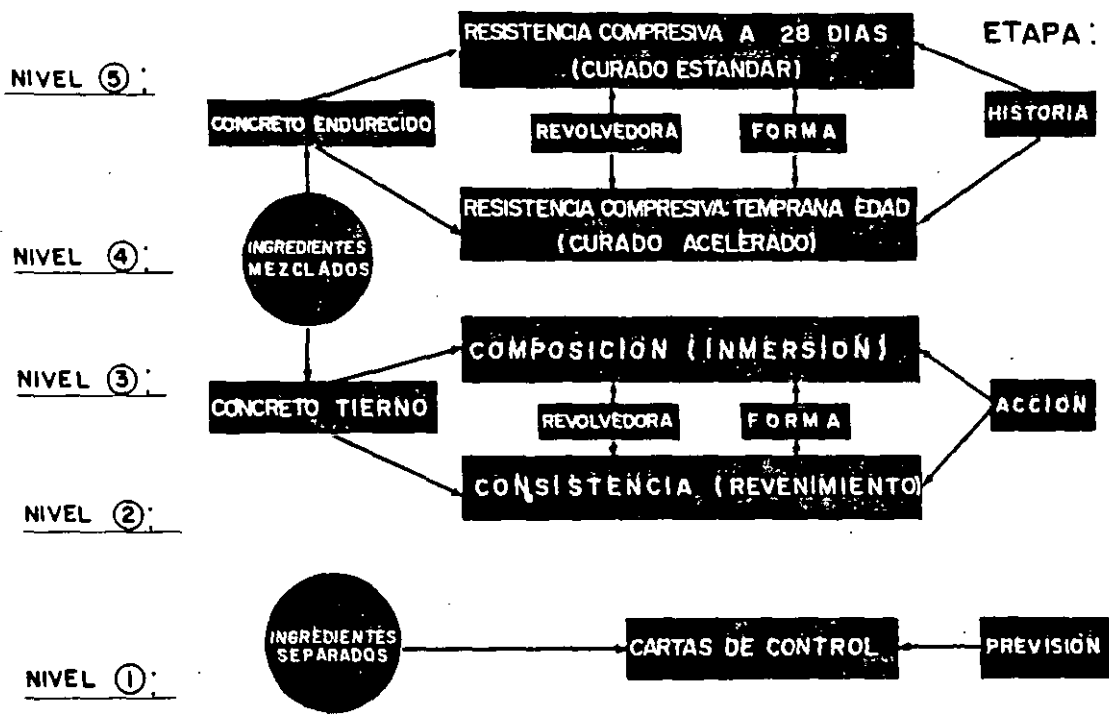 RESISTENCIA COMPRESIVA A 28 DIAS
(CURADO ESTANDAR)
ETAPA:
NIVEL ⑤:
CONCRETO ENDURECIDO
REVOLVEDORA
FORMA
HISTORIA
RESISTENCIA COMPRESIVA: TEMPRANA EDAD
(CURADO ACELERADO)
NIVEL ④:
INGREDIENTES
MEZCLADOS
COMPOSICION (INMERSION)
NIVEL ③:
CONCRETO TIERNO
REVOLVEDORA
FORMA
ACCION
CONSISTENCIA (REVENIMIENTO)
NIVEL ②:
INGREDIENTES
SEPARADOS
CARTAS DE CONTROL
PREVISION
NIVEL ①: